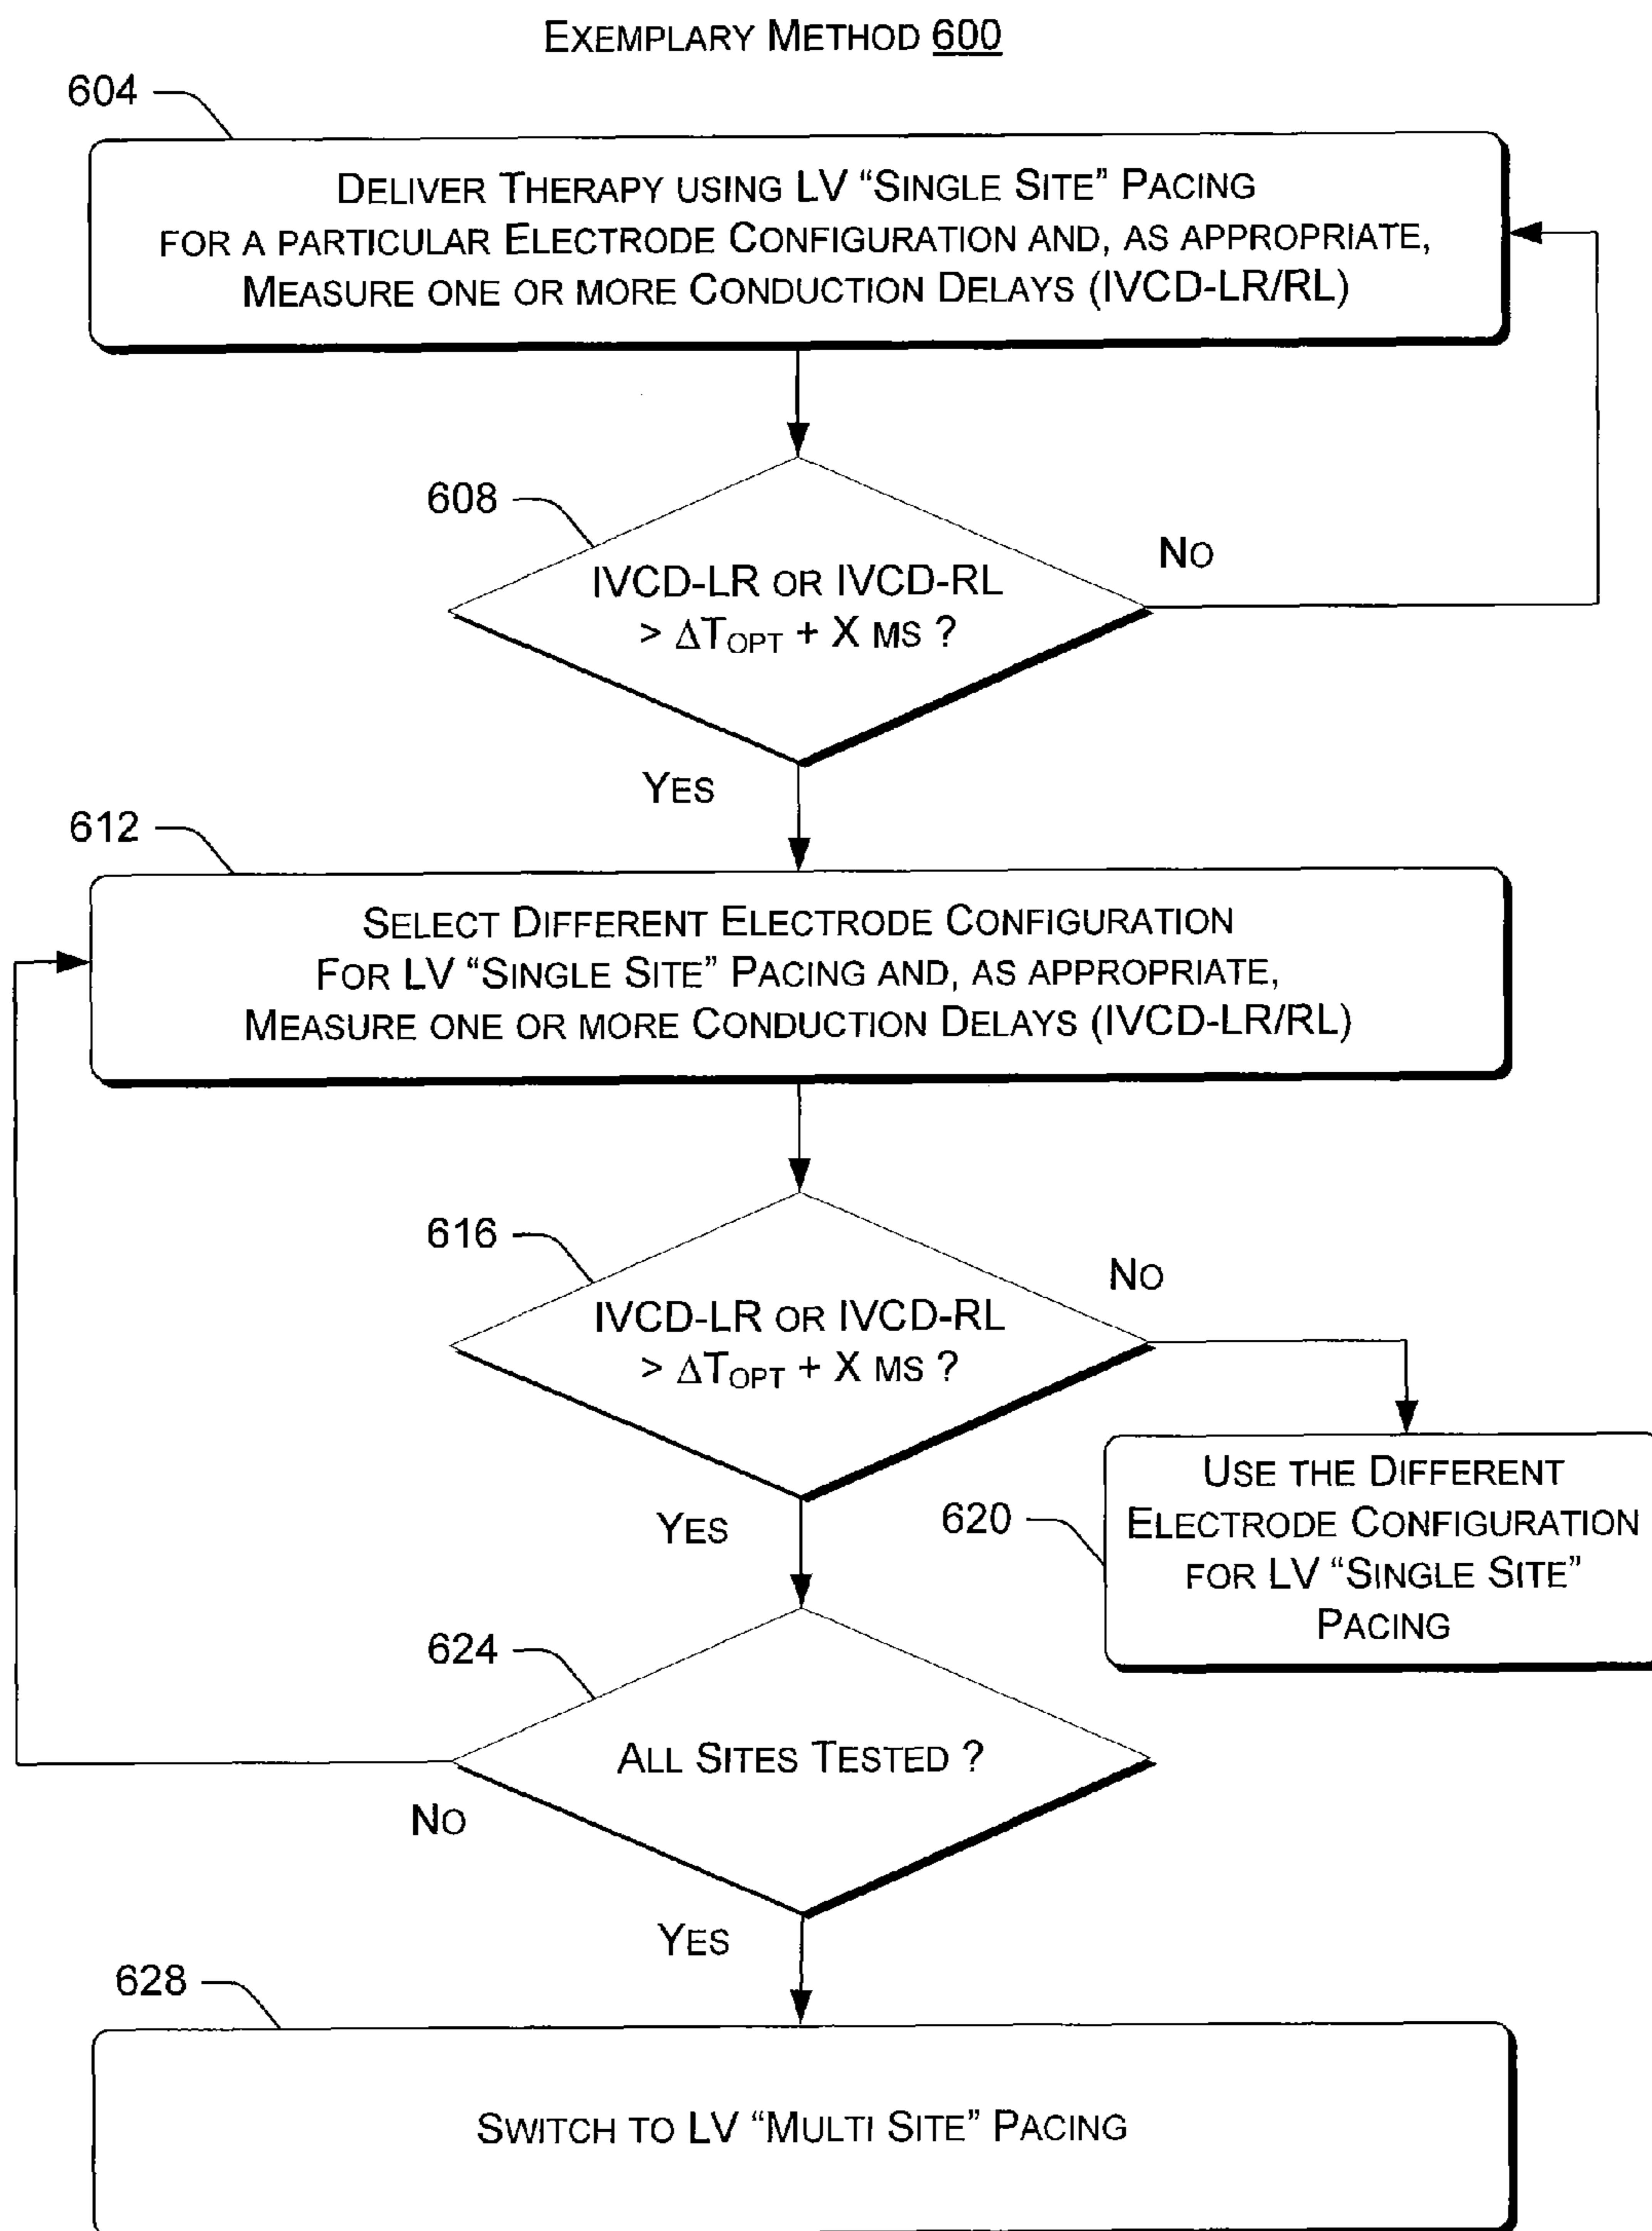 EXEMPLARY METHOD 600
604
DELIVER THERAPY USING LV “SINGLE SITE” PACING
FOR A PARTICULAR ELECTRODE CONFIGURATION AND, AS APPROPRIATE,
MEASURE ONE OR MORE CONDUCTION DELAYS (IVCD-LR/RL)
608
IVCD-LR OR IVCD-RL
> ΔTOPT + X MS ?
NO
YES
612
SELECT DIFFERENT ELECTRODE CONFIGURATION
FOR LV “SINGLE SITE” PACING AND, AS APPROPRIATE,
MEASURE ONE OR MORE CONDUCTION DELAYS (IVCD-LR/RL)
616
IVCD-LR OR IVCD-RL
> ΔTOPT + X MS ?
NO
YES
620
USE THE DIFFERENT
ELECTRODE CONFIGURATION
FOR LV “SINGLE SITE”
PACING
624
ALL SITES TESTED ?
NO
YES
628
SWITCH TO LV “MULTI SITE” PACING